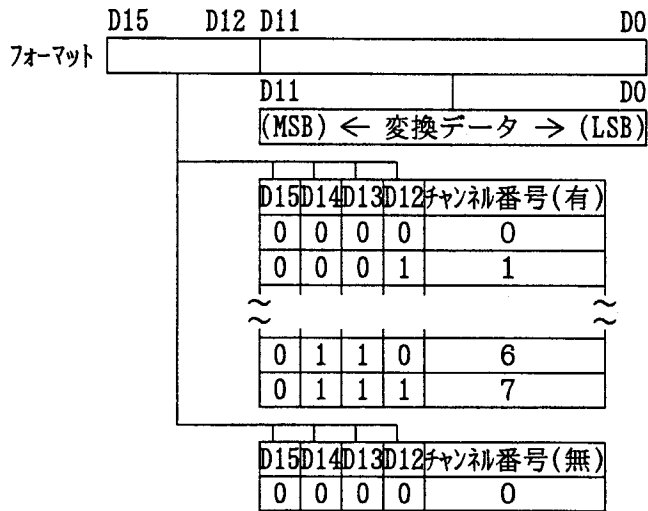 D15 D12 D11 D0
フォーマット
D11 D0
(MSB) ← 変換データ → (LSB)
D15 D14 D13 D12 チャンネル番号(有)
0 0 0 0 0
0 0 0 1 1
0 1 1 0 6
0 1 1 1 7
D15 D14 D13 D12 チャンネル番号(無)
0 0 0 0 0